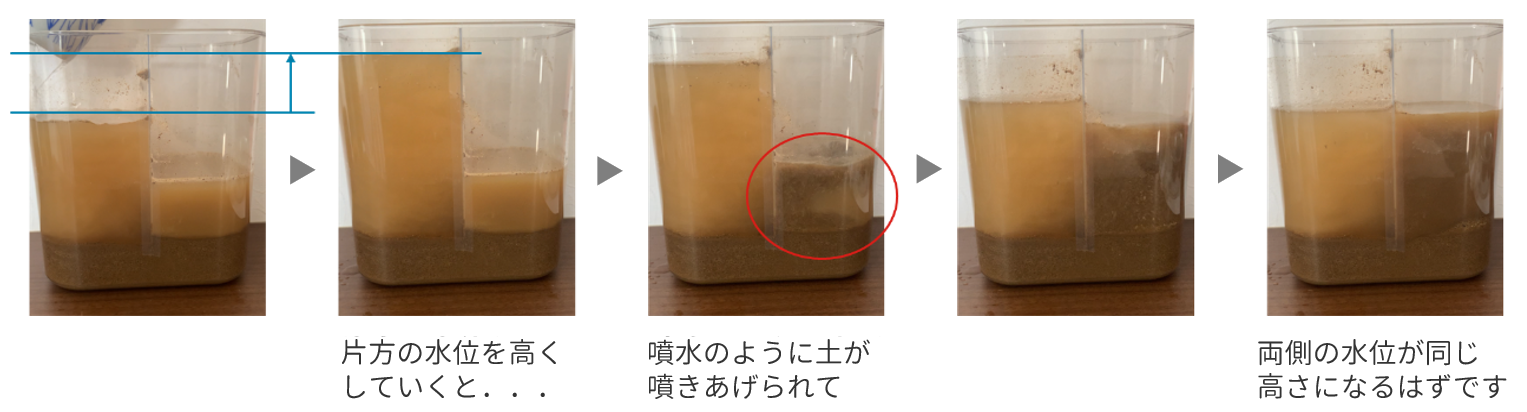 片方の水位を高く
していくと．．．
噴水のように土が
噴きあげられて
両側の水位が同じ
高さになるはずです